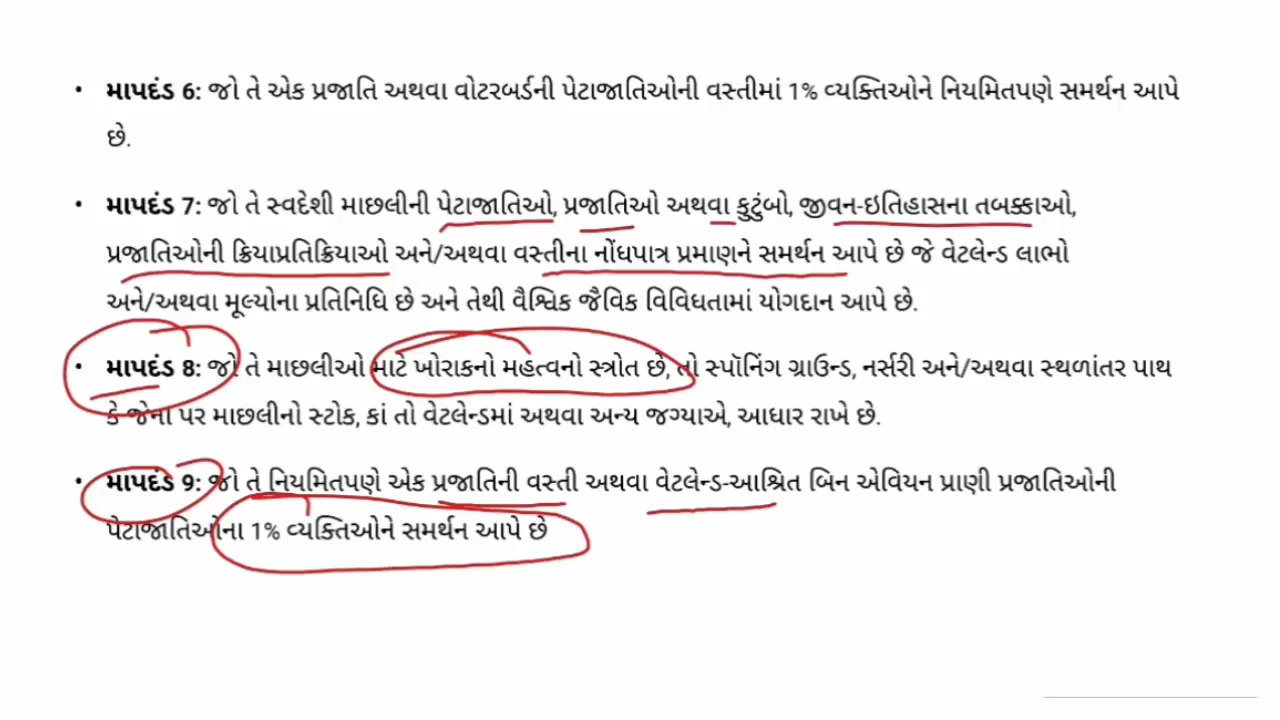 • માપદંડ 6: જો તે એક પ્રજાતિ અથવા વોટરબર્ડની પેટાજાતિઓની વસ્તીમાં 1% વ્યક્તિઓને નિયમિતપણે સમર્થન આપે
છે.
• માપદંડ 7: જો તે સ્વદેશી માછલીની પેટાજાતિઓ, પ્રજાતિઓ અથવા કુટુંબો, જીવન-ઇતિહાસના તબક્કાઓ,
પ્રજાતિઓની ક્રિયાપ્રતિક્રિયાઓ અને/અથવા વસ્તીના નોંધપાત્ર પ્રમાણને સમર્થન આપે છે જે વેટલેન્ડ લાભો
અને/અથવા મૂલ્યોના પ્રતિનિધિ છે અને તેથી વૈશ્વિક જૈવિક વિવિધતામાં યોગદાન આપે છે.
• માપદંડ 8: જો તે માછલીઓ માટે ખોરાકનો મહત્વનો સ્ત્રોત છે, તો સ્પૉનિંગ ગ્રાઉન્ડ, નર્સરી અને/અથવા સ્થળાંતર પાથ
કે જેના પર માછલીનો સ્ટોક, કાં તો વેટલેન્ડમાં અથવા અન્ય જગ્યાએ, આધાર રાખે છે.
• માપદંડ 9: જો તે નિયમિતપણે એક પ્રજાતિની વસ્તી અથવા વેટલેન્ડ-આશ્રિત બિન એવિયન પ્રાણી પ્રજાતિઓની
પેટાજાતિઓના 1% વ્યક્તિઓને સમર્થન આપે છે